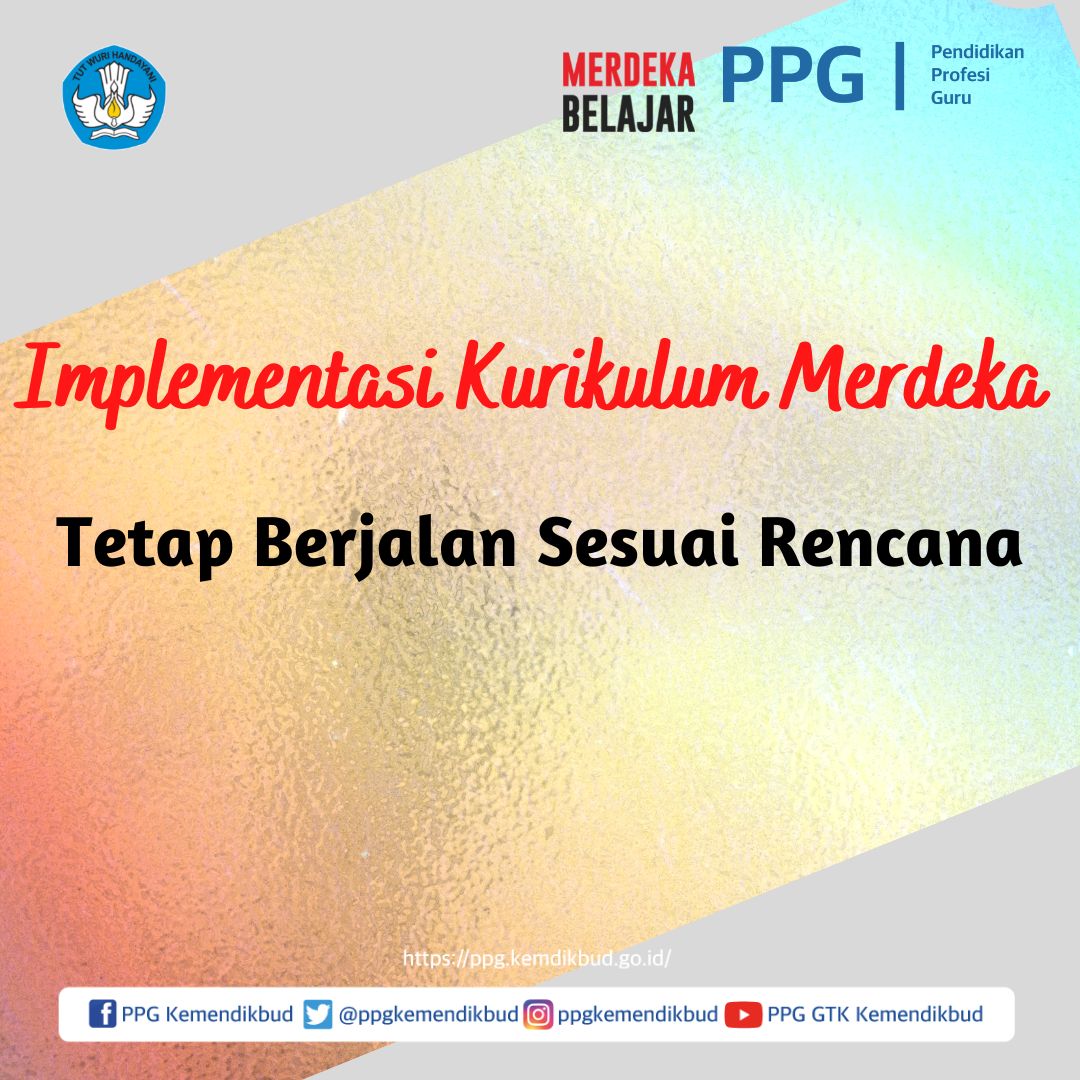 TUT WURI HANDAYANI
MERDEKA
BELAJAR
PPG
Pendidikan
Profesi
Guru
Implementasi Kurikulum Merdeka
Tetap Berjalan Sesuai Rencana
https://ppg.kemdikbud.go.id/
PPG Kemendikbud @ppgkemendikbud ppgkemendikbud PPG GTK Kemendikbud